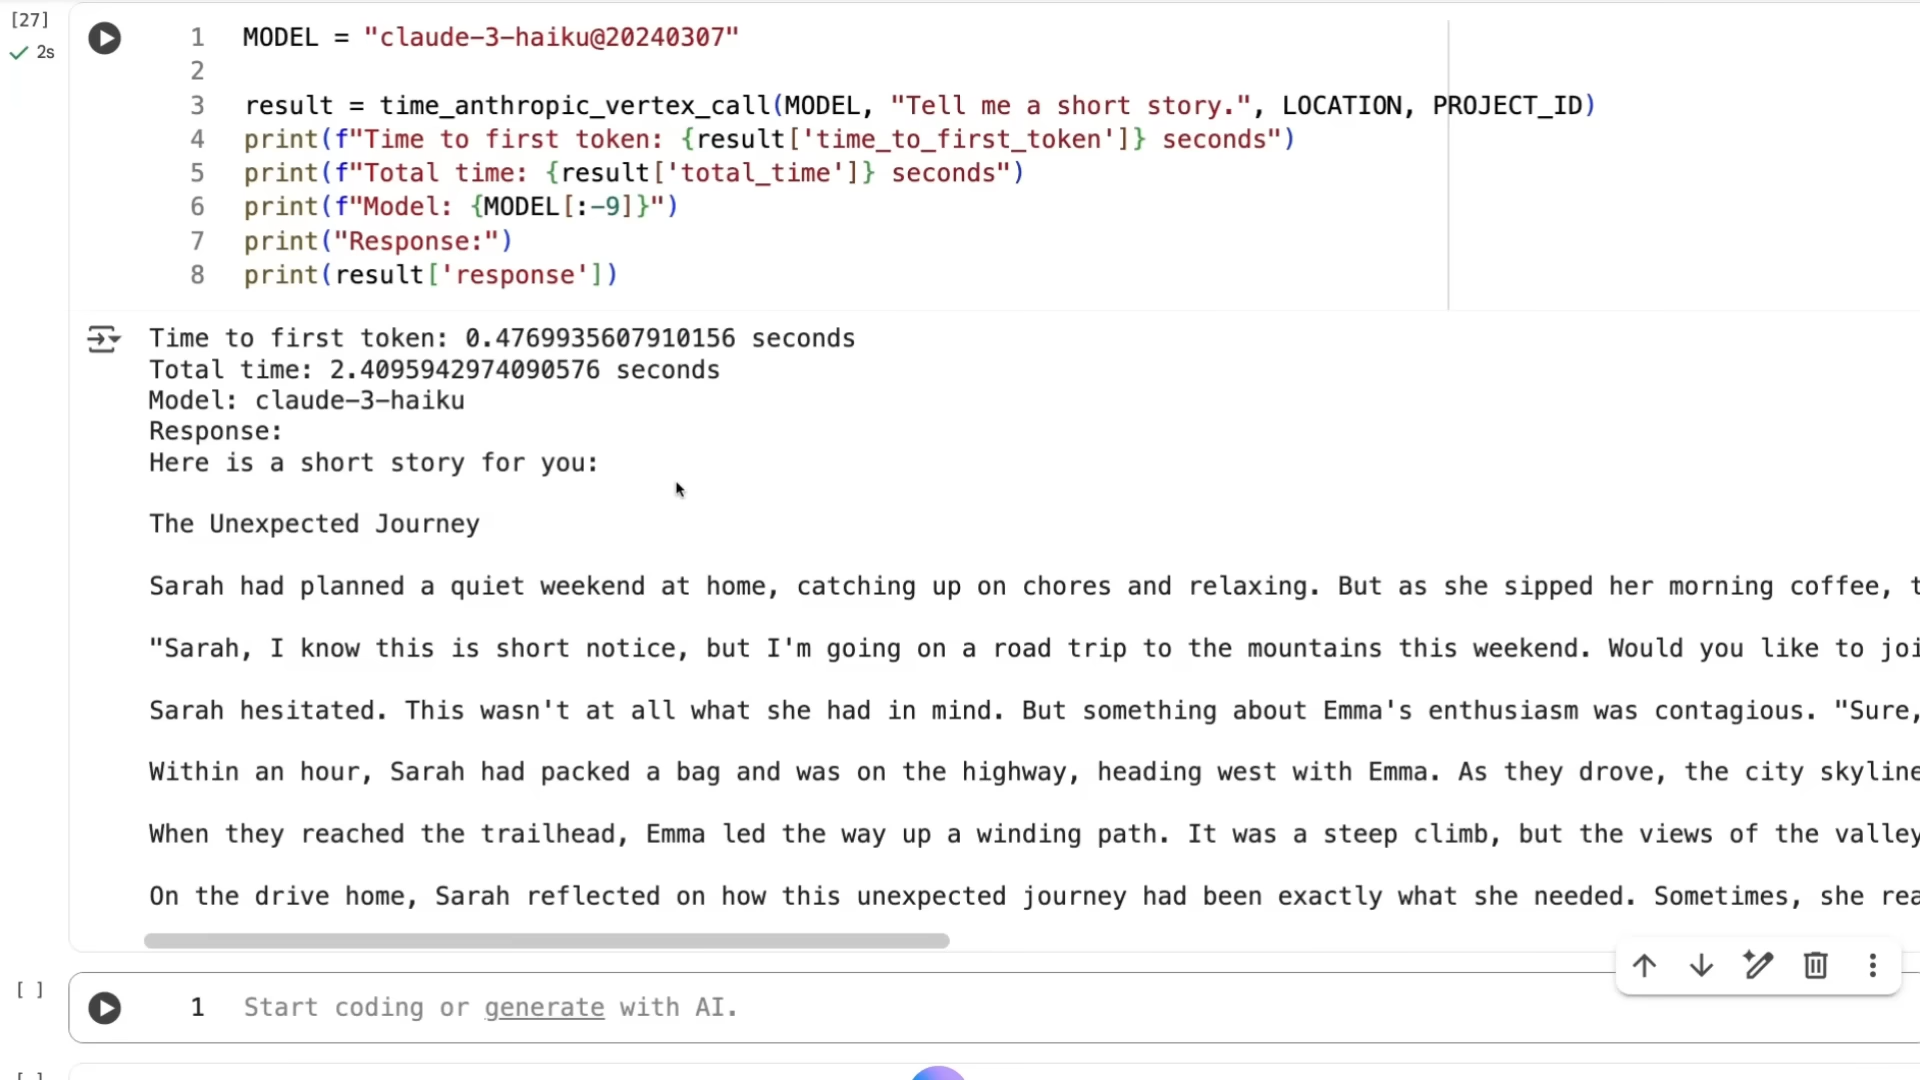 [27]
2s
1 MODEL = "claude-3-haiku@20240307"
2
3 result = time_anthropic_vertex_call(MODEL, "Tell me a short story.", LOCATION, PROJECT_ID)
4 print(f"Time to first token: {result['time_to_first_token']} seconds")
5 print(f"Total time: {result['total_time']} seconds")
6 print(f"Model: {MODEL[:-9]}")
7 print("Response:")
8 print(result['response'])
Time to first token: 0.4769935607910156 seconds
Total time: 2.4095942974090576 seconds
Model: claude-3-haiku
Response:
Here is a short story for you:
The Unexpected Journey
Sarah had planned a quiet weekend at home, catching up on chores and relaxing. But as she sipped her morning coffee,
"Sarah, I know this is short notice, but I'm going on a road trip to the mountains this weekend. Would you like to
Sarah hesitated. This wasn't at all what she had in mind. But something about Emma's enthusiasm was contagious. "Sure,
Within an hour, Sarah had packed a bag and was on the highway, heading west with Emma. As they drove, the city skyline
When they reached the trailhead, Emma led the way up a winding path. It was a steep climb, but the views of the valley
On the drive home, Sarah reflected on how this unexpected journey had been exactly what she needed. Sometimes, she
[ ]
1 Start coding or generate with AI.